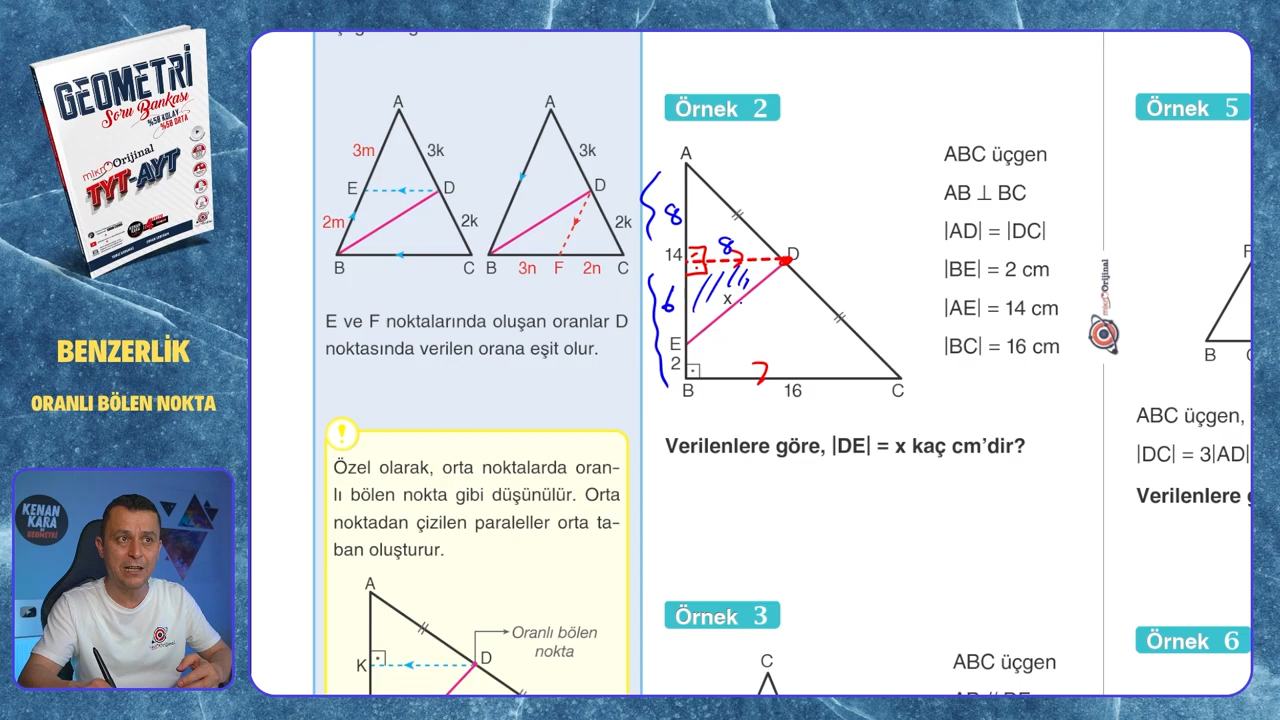 GEOMETRİ
Soru Bankası
%50 KOLAY
%50 ORTA
mikro Orijinal
TYT-AYT
BENZERLİK
ORANLI BÖLEN NOKTA
KENAN
KARA
GEOMETRİ
A
3m
3k
E
D
2m
2k
B
C
A
3k
D
2k
B
3n
F
2n
C
E ve F noktalarında oluşan oranlar D
noktasında verilen orana eşit olur.
!
Özel olarak, orta noktalarda oran-
lı bölen nokta gibi düşünülür. Orta
noktadan çizilen paraleller orta ta-
ban oluşturur.
A
K
D
Oranlı bölen
nokta
Örnek 2
A
8
14
8
D
6
x
E
2
B
16
C
ABC üçgen
AB ⊥ BC
|AD| = |DC|
|BE| = 2 cm
|AE| = 14 cm
|BC| = 16 cm
Verilenlere göre, |DE| = x kaç cm'dir?
Örnek 3
C
ABC üçgen
mikro Orijinal
Örnek 5
F
B
ABC üçgen,
|DC| = 3|AD|
Verilenlere
Örnek 6